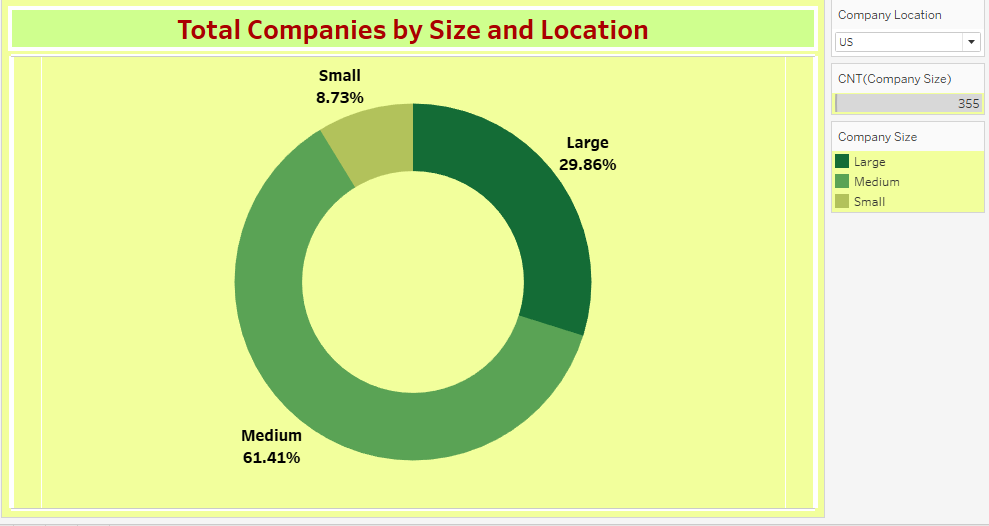 Total Companies by Size and Location
Small
8.73%
Large
29.86%
Medium
61.41%
Company Location
US
CNT(Company Size)
355
Company Size
Large
Medium
Small